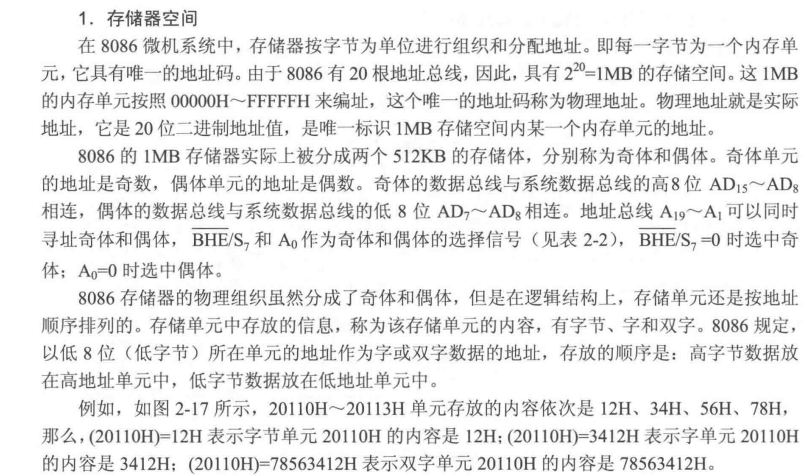 1．存储器空间
在 8086 微机系统中，存储器按字节为单位进行组织和分配地址。即每一字节为一个内存单
元，它具有唯一的地址码。由于 8086 有 20 根地址总线，因此，具有 2²⁰=1MB 的存储空间。这 1MB
的内存单元按照 00000H～FFFFFH 来编址，这个唯一的地址码称为物理地址。物理地址就是实际
地址，它是 20 位二进制地址值，是唯一标识 1MB 存储空间内某一个内存单元的地址。
8086 的 1MB 存储器实际上被分成两个 512KB 的存储体，分别称为奇体和偶体。奇体单元
的地址是奇数，偶体单元的地址是偶数。奇体的数据总线与系统数据总线的高8 位 AD₁₅～AD₈
相连，偶体的数据总线与系统数据总线的低 8 位 AD₇～AD₈ 相连。地址总线 A₁₉～A₁ 可以同时
寻址奇体和偶体， B̅H̅E̅/S₇ 和 A₀ 作为奇体和偶体的选择信号（见表 2-2）， B̅H̅E̅/S₇ =0 时选中奇
体；A₀=0 时选中偶体。
8086 存储器的物理组织虽然分成了奇体和偶体，但是在逻辑结构上，存储单元还是按地址
顺序排列的。存储单元中存放的信息，称为该存储单元的内容，有字节、字和双字。8086 规定，
以低 8 位（低字节）所在单元的地址作为字或双字数据的地址，存放的顺序是：高字节数据放
在高地址单元中，低字节数据放在低地址单元中。
例如，如图 2-17 所示，20110H～20113H 单元存放的内容依次是 12H、34H、56H、78H，
那么，(20110H)=12H 表示字节单元 20110H 的内容是 12H；(20110H)=3412H 表示字单元 20110H
的内容是 3412H；(20110H)=78563412H 表示双字单元 20110H 的内容是 78563412H。